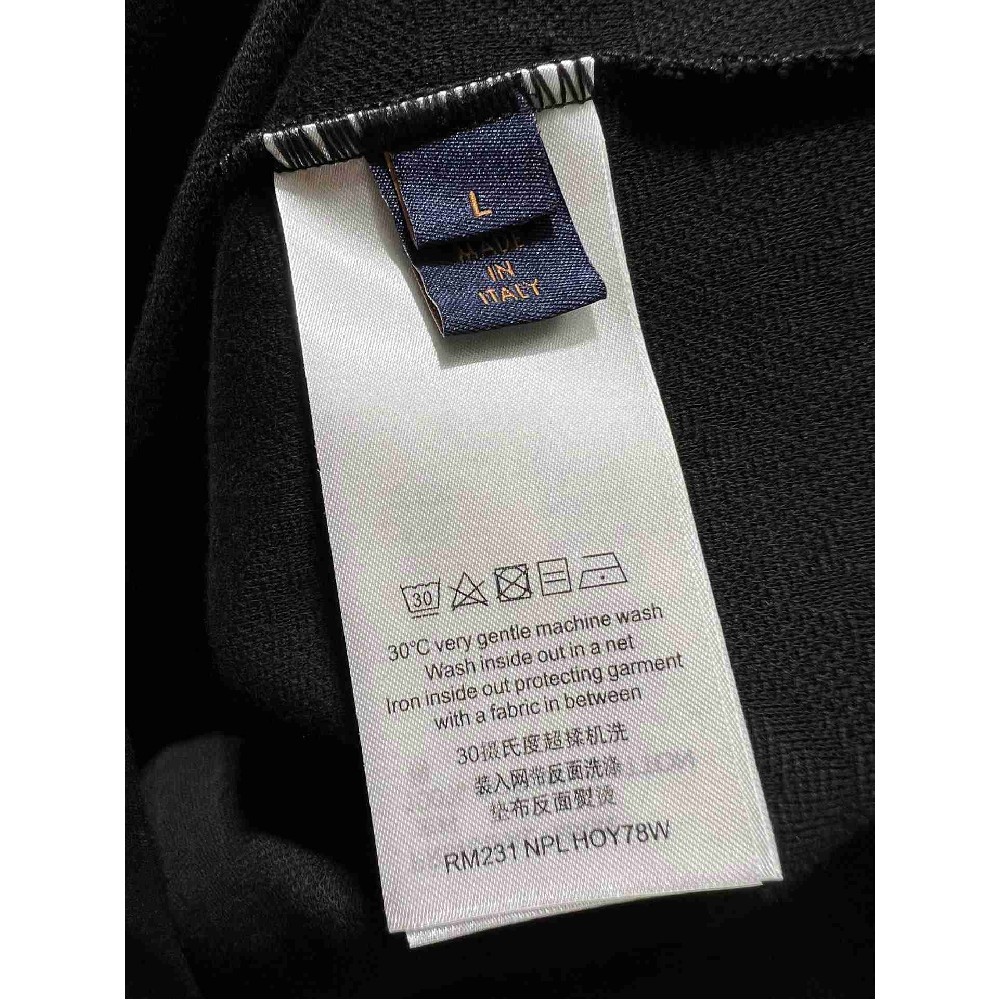 L
MADE
IN
ITALY
30
30°C very gentle machine wash
Wash inside out in a net
Iron inside out protecting garment
with a fabric in between
30摄氏度超揉机洗
装入网带反面洗涤
垫布反面熨烫
RM231 NPL HOY78W